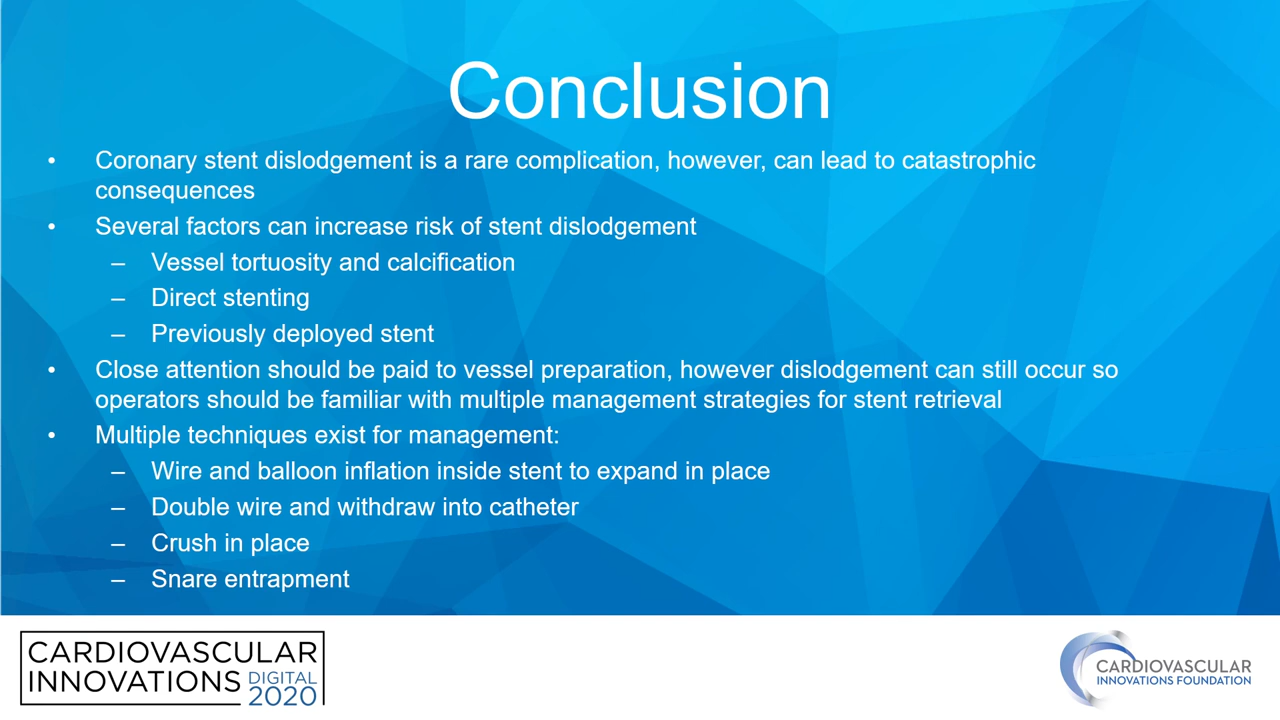 Conclusion
• Coronary stent dislodgement is a rare complication, however, can lead to catastrophic
consequences
• Several factors can increase risk of stent dislodgement
– Vessel tortuosity and calcification
– Direct stenting
– Previously deployed stent
• Close attention should be paid to vessel preparation, however dislodgement can still occur so
operators should be familiar with multiple management strategies for stent retrieval
• Multiple techniques exist for management:
– Wire and balloon inflation inside stent to expand in place
– Double wire and withdraw into catheter
– Crush in place
– Snare entrapment
CARDIOVASCULAR
INNOVATIONS DIGITAL
2020
CARDIOVASCULAR
INNOVATIONS FOUNDATION